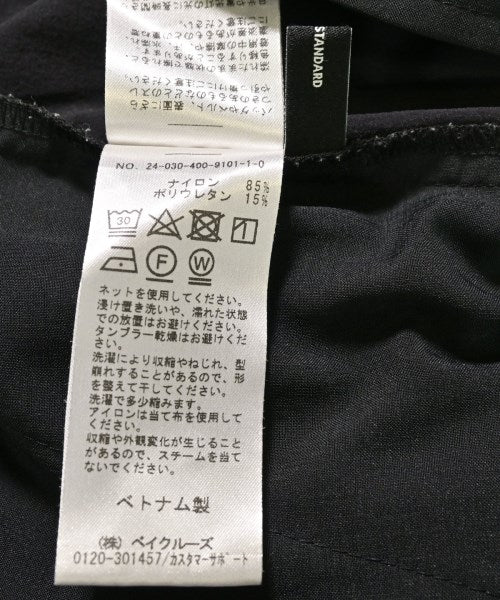 STANDARD
NO. 24-030-400-9101-1-0
ナイロン 85%
ポリウレタン 15%
30
1
F W
ネットを使用してください。
浸け置き洗いや、濡れた状態
での放置はお避けください。
タンブラー乾燥はお避けくだ
さい。
洗濯により収縮やねじれ、型
崩れすることがあるので、形
を整えて干してください。
洗濯で多少縮みます。
アイロンは当て布を使用して
ください。
収縮や外観変化が生じること
があるので、スチームを当て
ないでください。
ベトナム製
(株) ベイクルーズ
0120-301457/カスタマーサポート